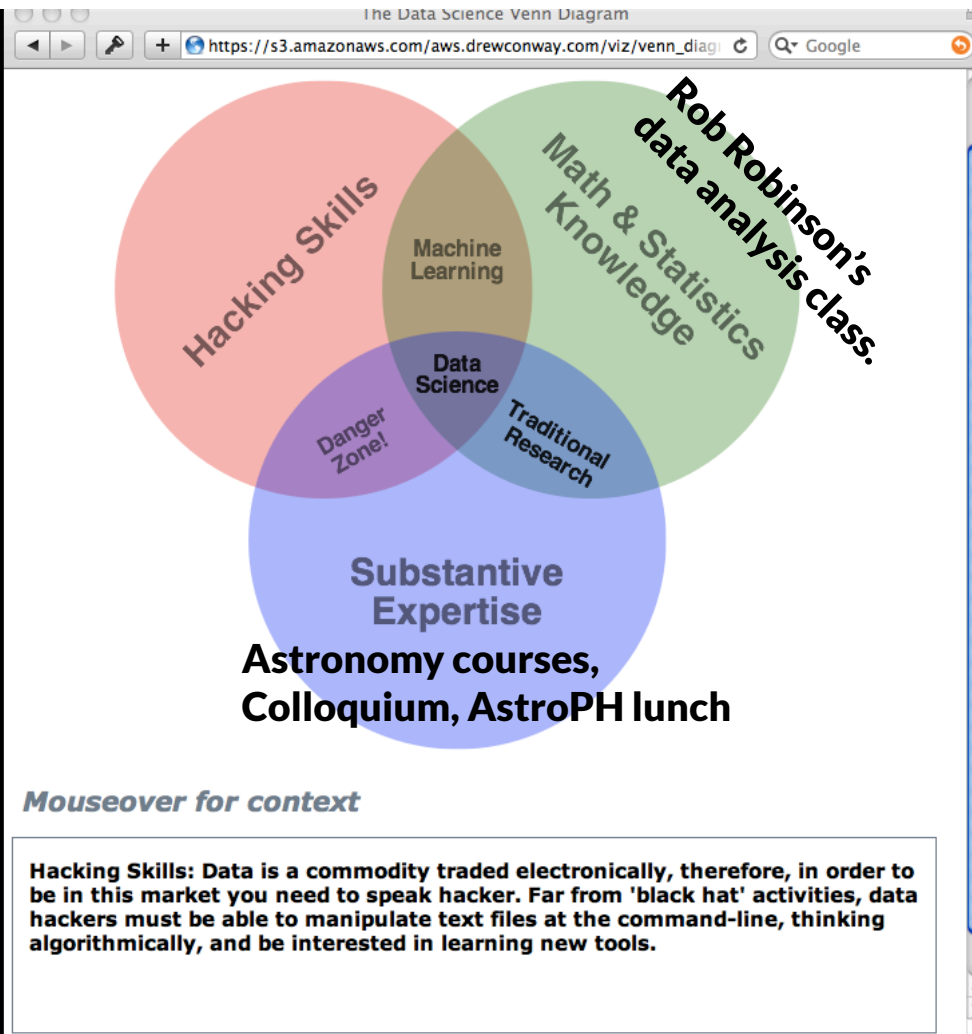 The Data Science Venn Diagram
https://s3.amazonaws.com/aws.drewconway.com/viz/venn_diag
Google
Rob Robinson's
data analysis class.
Hacking Skills
Math & Statistics
Knowledge
Machine
Learning
Data
Science
Danger
Zone!
Traditional
Research
Substantive
Expertise
Astronomy courses,
Colloquium, AstroPH lunch
Mouseover for context
Hacking Skills: Data is a commodity traded electronically, therefore, in order to
be in this market you need to speak hacker. Far from 'black hat' activities, data
hackers must be able to manipulate text files at the command-line, thinking
algorithmically, and be interested in learning new tools.